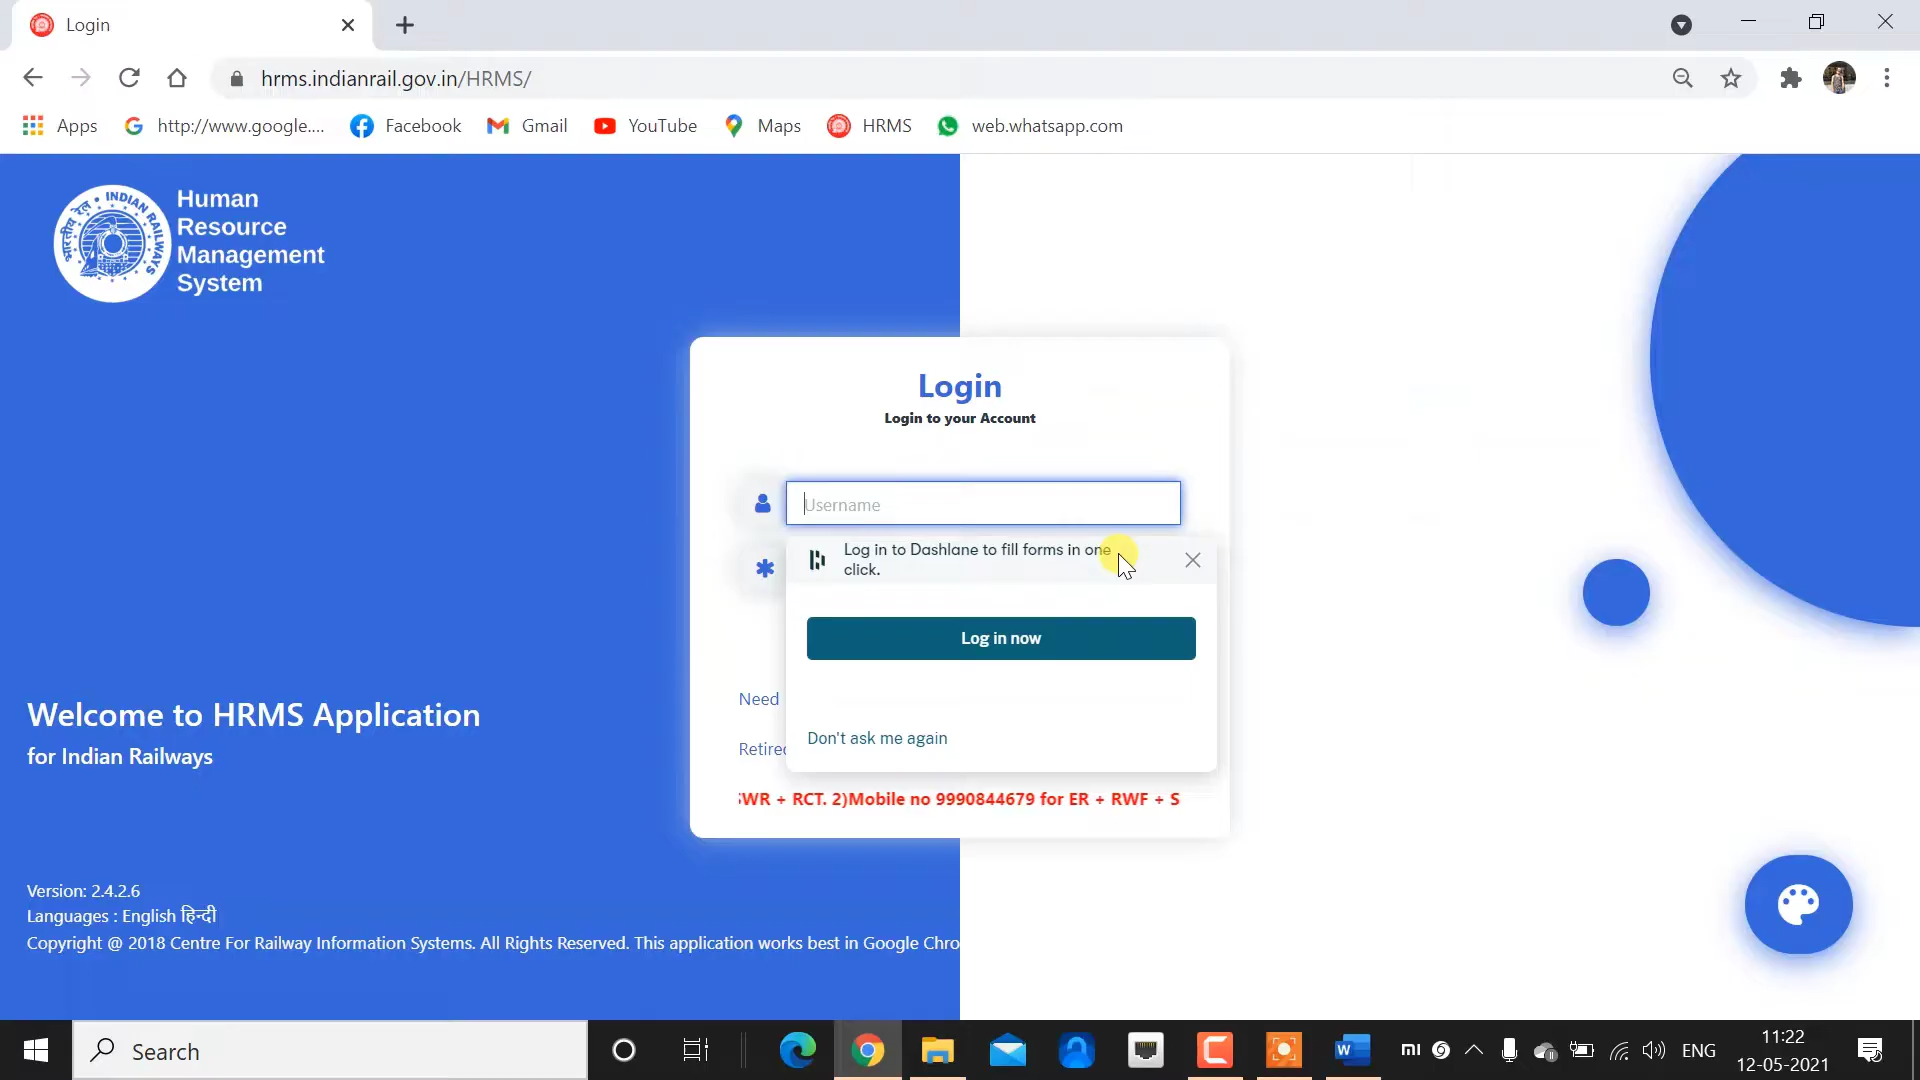 Login
hrms.indianrail.gov.in/HRMS/
Apps
http://www.google....
Facebook
Gmail
YouTube
Maps
HRMS
web.whatsapp.com
भारतीय रेल • INDIAN RAILWAYS
Human
Resource
Management
System
Login
Login to your Account
Username
Log in to Dashlane to fill forms in one
click.
Log in now
Need
Don't ask me again
WR + RCT. 2)Mobile no 9990844679 for ER + RWF + S
Welcome to HRMS Application
for Indian Railways
Version: 2.4.2.6
Languages : English हिन्दी
Copyright @ 2018 Centre For Railway Information Systems. All Rights Reserved. This application works best in Google Chro
Search
ENG
11:22
12-05-2021